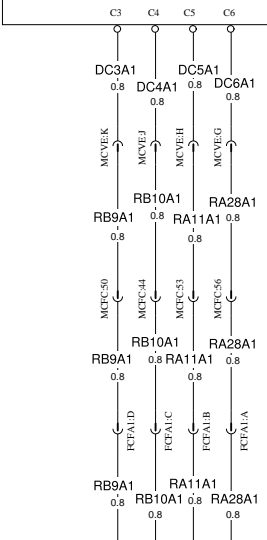 C3 C4 C5 C6
DC3A1 DC5A1
0.8 0.8
DC4A1 DC6A1
0.8 0.8
MCVE:K MCVE:J MCVE:H MCVE:G
RB10A1 RA28A1
0.8 0.8
RB9A1 RA11A1
0.8 0.8
MCFC:50 MCFC:44 MCFC:53 MCFC:56
RB10A1 RA28A1
0.8 0.8
RB9A1 RA11A1
0.8 0.8
FCFA1:D FCFA1:C FCFA1:B FCFA1:A
RB9A1 RA11A1
0.8 0.8
RB10A1 RA28A1
0.8 0.8